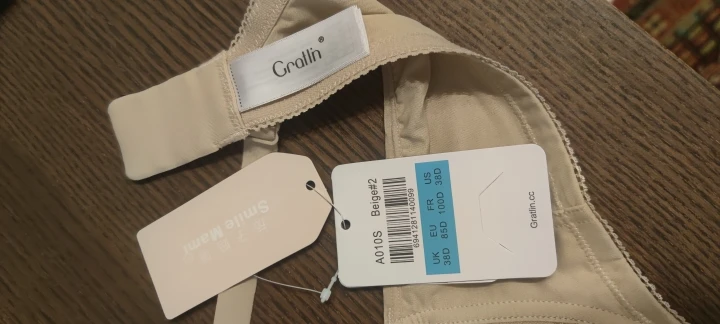 Gratlin®
Smile Mami
A010S Beige#2
6941281140099
UK EU FR US
38D 85D 100D 38D
Gratlin.cc